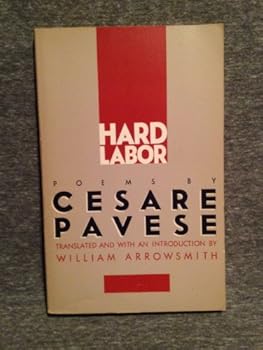 HARD
LABOR
POEMS BY
CESARE
PAVESE
TRANSLATED AND WITH AN INTRODUCTION BY
WILLIAM ARROWSMITH